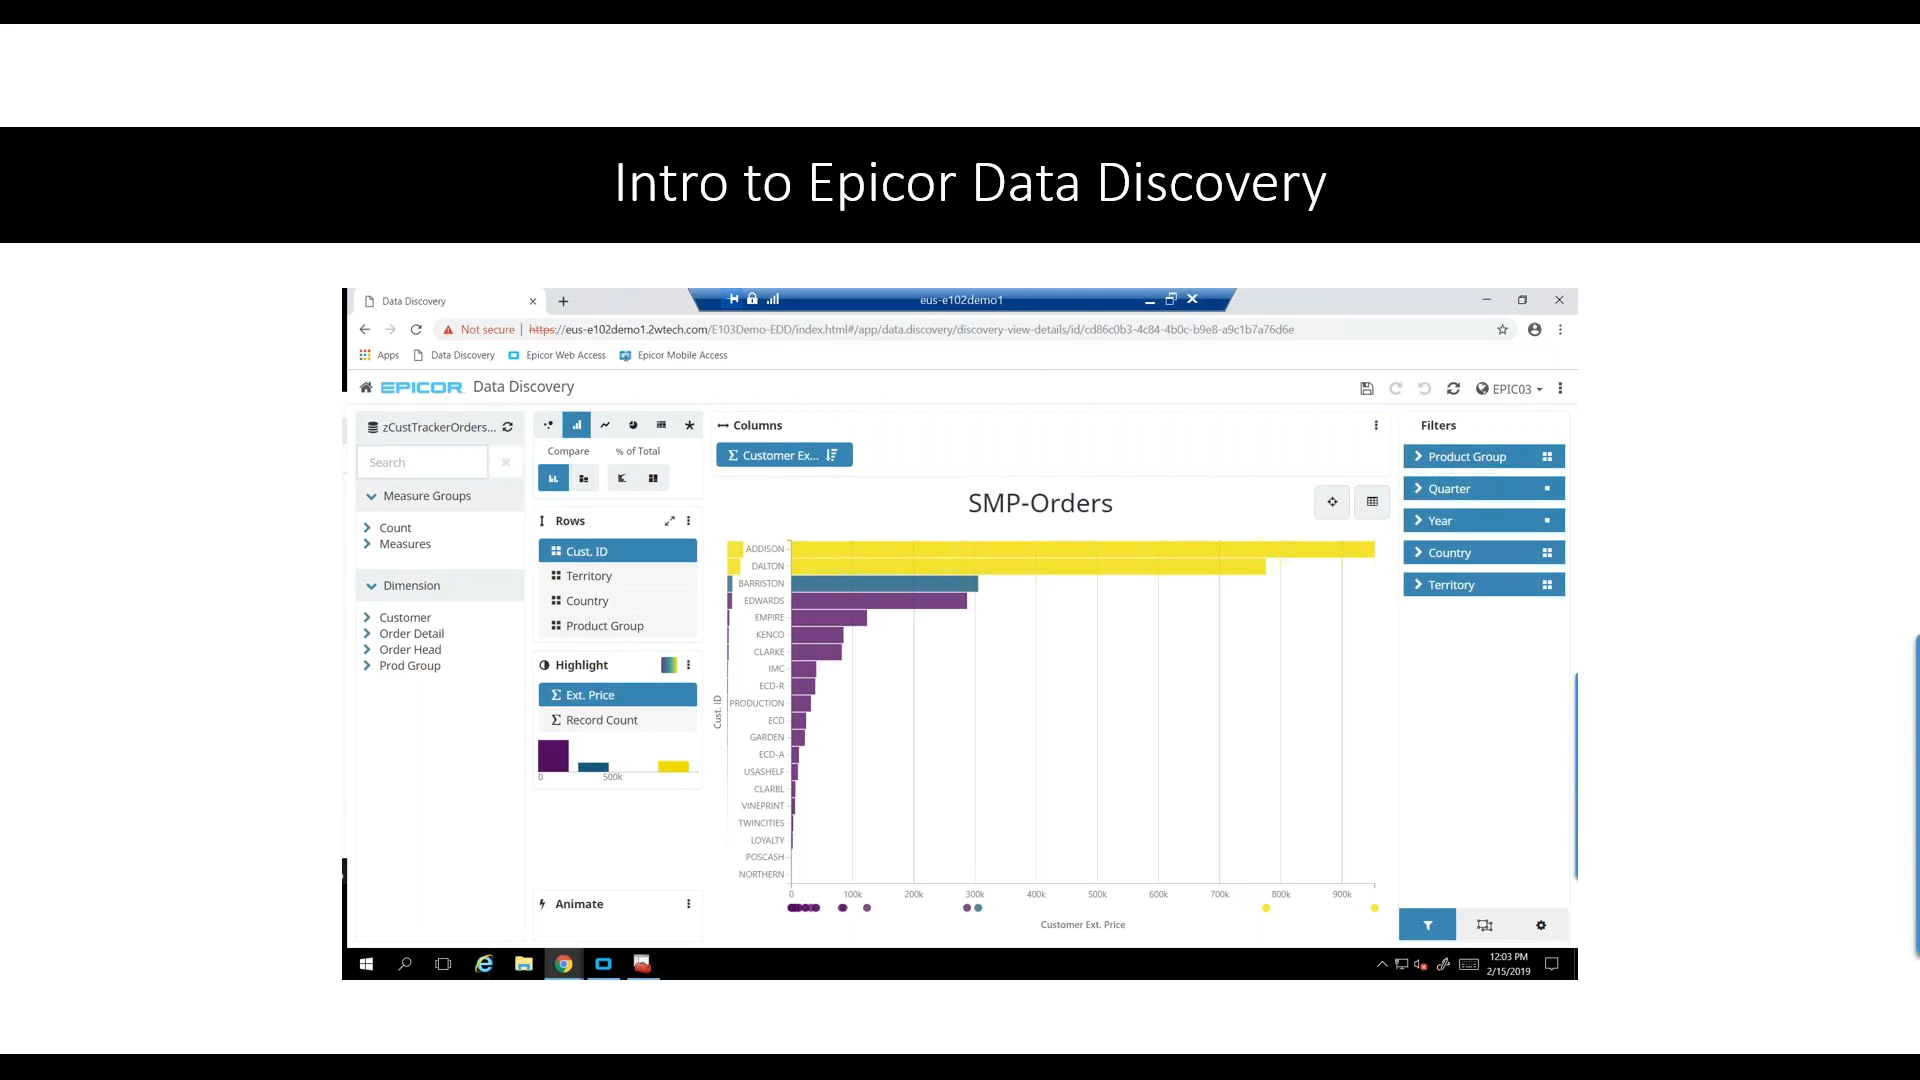 Intro to Epicor Data Discovery
Data Discovery
eus-e102demo1
Not secure | https://eus-e102demo1.2wtech.com/E103Demo-EDD/index.html#/app/data.discovery/discovery-view-details/id/cd86c0b3-4c84-4b0c-b9e8-a9c1b7a76d6e
Apps Data Discovery Epicor Web Access Epicor Mobile Access
EPICOR Data Discovery
EPIC03
zCustTrackerOrders...
Search
Measure Groups
Count
Measures
Dimension
Customer
Order Detail
Order Head
Prod Group
Compare % of Total
Rows
Cust. ID
Territory
Country
Product Group
Highlight
Ext. Price
Record Count
0 500k
Animate
Columns
Σ Customer Ex...
SMP-Orders
Cust. ID
ADDISON
DALTON
BARRISTON
EDWARDS
EMPIRE
KENCO
CLARKE
IMC
ECD-R
PRODUCTION
ECD
GARDEN
ECD-A
USASHELF
CLARBL
VINEPRINT
TWINCITIES
LOYALTY
POSCASH
NORTHERN
0 100k 200k 300k 400k 500k 600k 700k 800k 900k
Customer Ext. Price
Filters
Product Group
Quarter
Year
Country
Territory
12:03 PM
2/15/2019